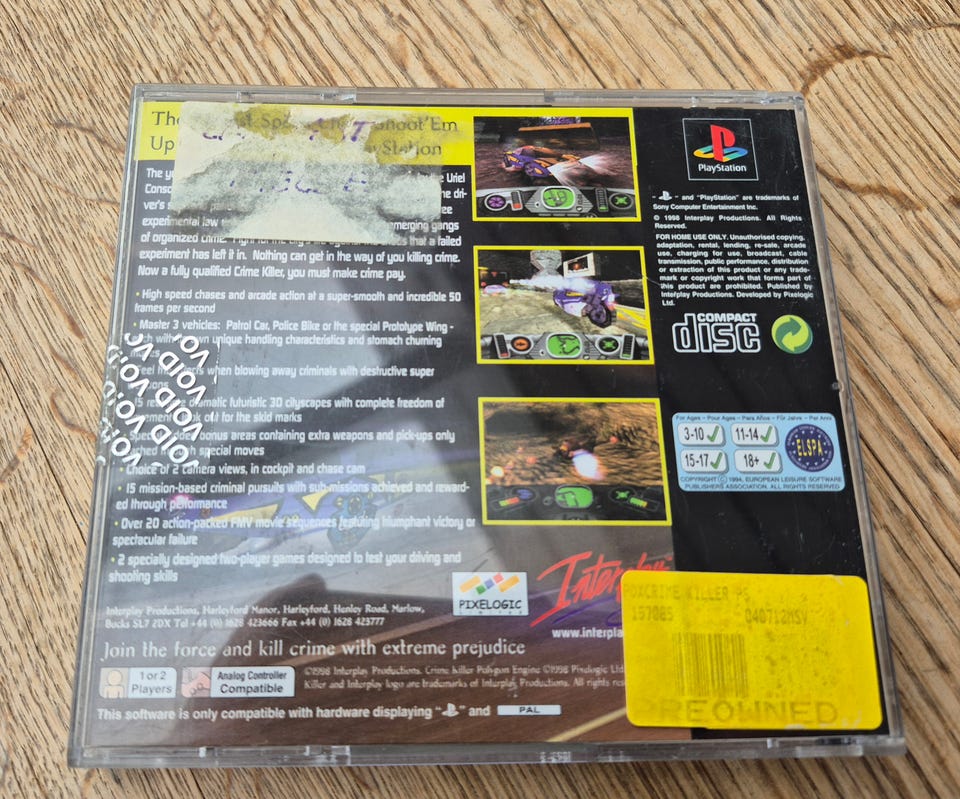 Shoot'Em
Up
PlayStation
Uriel
the dri-
ver's
experimental law
emerging gangs
of organized crime. Fight for the city's
that a failed
experiment has left it in. Nothing can get in the way of you killing crime.
Now a fully qualified Crime Killer, you must make crime pay.
• High speed chases and arcade action at a super-smooth and incredible 50
frames per second
• Master 3 vehicles: Patrol Car, Police Bike or the special Prototype Wing -
unique handling characteristics and stomach churning
when blowing away criminals with destructive super
dramatic futuristic 3D cityscapes with complete freedom of
out for the skid marks
bonus areas containing extra weapons and pick-ups only
special moves
• Choice of 2 camera views, in cockpit and chase cam
• 15 mission-based criminal pursuits with sub-missions achieved and reward-
ed through performance
• Over 20 action-packed FMV movie sequences featuring triumphant victory or
spectacular failure
• 2 specially designed two-player games designed to test your driving and
shooting skills
VOID VOID
PIXELOGIC
LIMITED
Interplay
www.interpla
Interplay Productions, Harleyford Manor, Harleyford, Henley Road, Marlow,
Bucks SL7 2DX Tel +44 (0) 1628 423666 Fax +44 (0) 1628 423777
Join the force and kill crime with extreme prejudice
1 or 2
Players
Analog Controller
Compatible
©1998 Interplay Productions. Crime Killer Polygon Engine ©1998 Pixelogic Ltd
Killer and Interplay logo are trademarks of Interplay Productions. All rights res
This software is only compatible with hardware displaying "PS" and
PAL
PlayStation
"PS" and "PlayStation" are trademarks of
Sony Computer Entertainment Inc.
© 1998 Interplay Productions. All Rights
Reserved.
FOR HOME USE ONLY. Unauthorised copying,
adaptation, rental, lending, re-sale, arcade
use, charging for use, broadcast, cable
transmission, public performance, distribution
or extraction of this product or any trade-
mark or copyright work that forms part of
this product are prohibited. Published by
Interplay Productions. Developed by Pixelogic
Ltd.
COMPACT
disc
For Ages - Pour Ages - Para Años - Für Jahre - Per Anni
3-10 11-14
15-17 18+
ELSPA
COPYRIGHT © 1994, EUROPEAN LEISURE SOFTWARE
PUBLISHERS ASSOCIATION. ALL RIGHTS RESERVED
POXCRIME KILLER PS
157085 040712MSV
PREOWNED